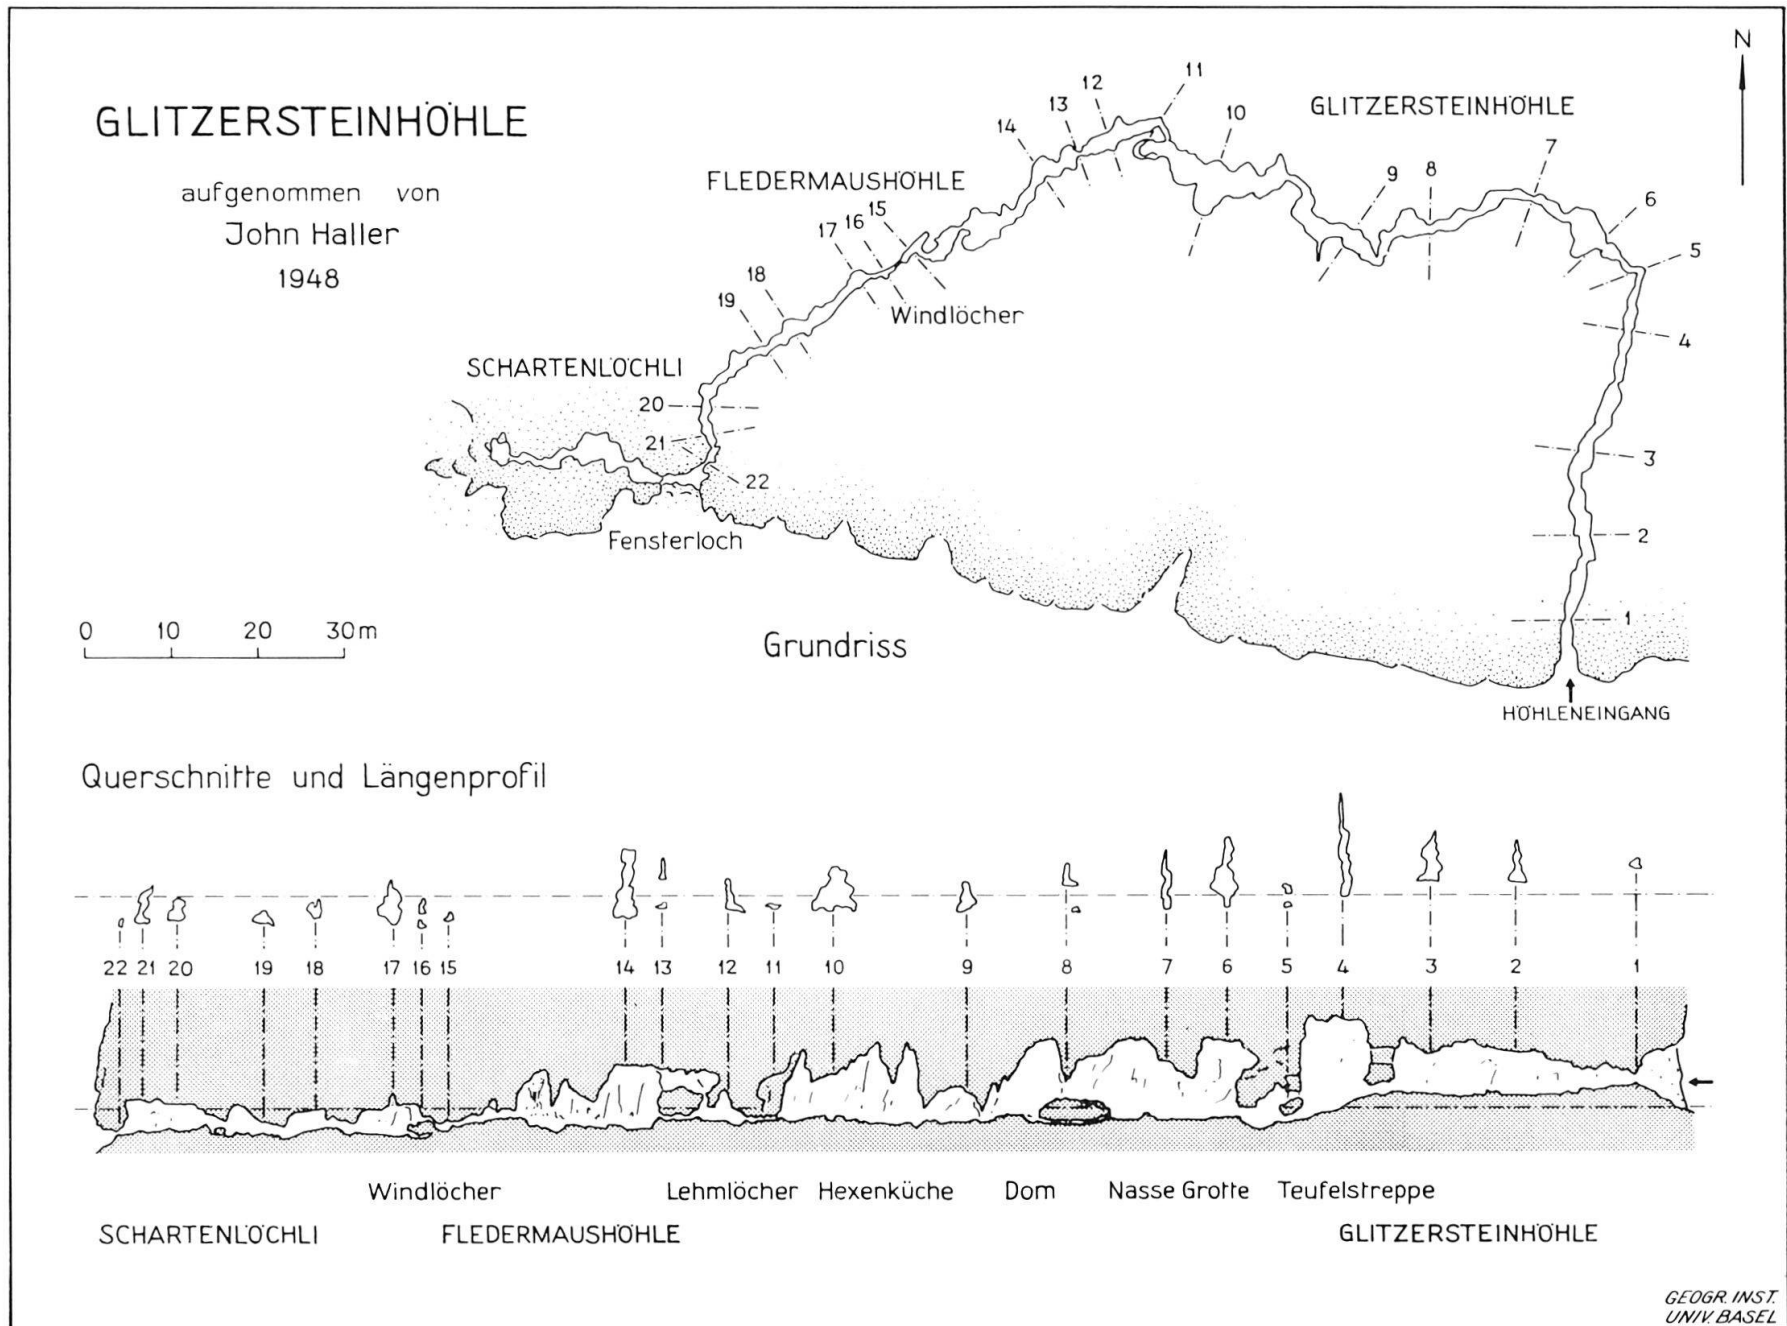 GLITZERSTEINHÖHLE
aufgenommen von
John Haller
1948
N
GLITZERSTEINHÖHLE
FLEDERMAUSHÖHLE
SCHARTENLÖCHLI
11
12
13
14
10
9
8
7
6
5
4
3
2
1
15
16
17
18
19
20
21
22
Windlöcher
Fensterloch
0 10 20 30m
Grundriss
HÖHLENEINGANG
Querschnitte und Längenprofil
22 21 20 19 18 17 16 15 14 13 12 11 10 9 8 7 6 5 4 3 2 1
Windlöcher Lehmlöcher Hexenküche Dom Nasse Grotte Teufelstreppe
SCHARTENLÖCHLI FLEDERMAUSHÖHLE GLITZERSTEINHÖHLE
GEOGR. INST.
UNIV. BASEL